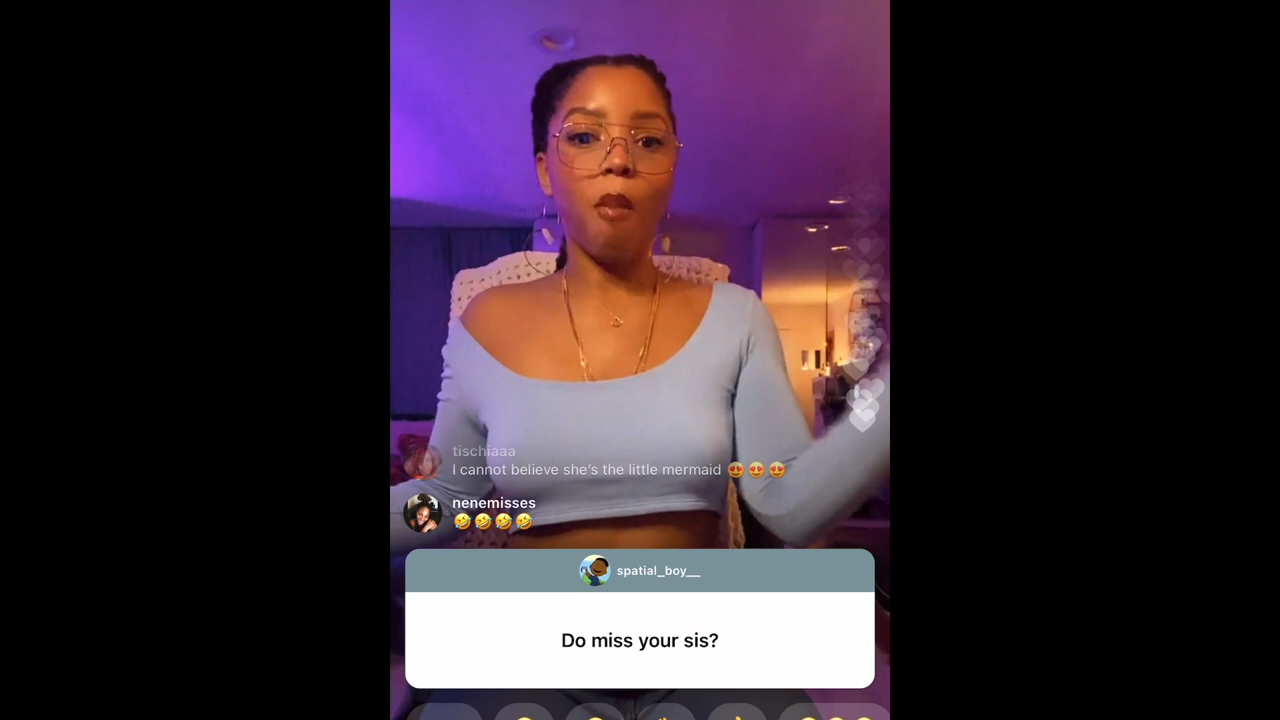 tischiaaa
I cannot believe she's the little mermaid 😍 😍 😍
nenemisses
🤣 🤣 🤣 🤣
spatial_boy__
Do miss your sis?